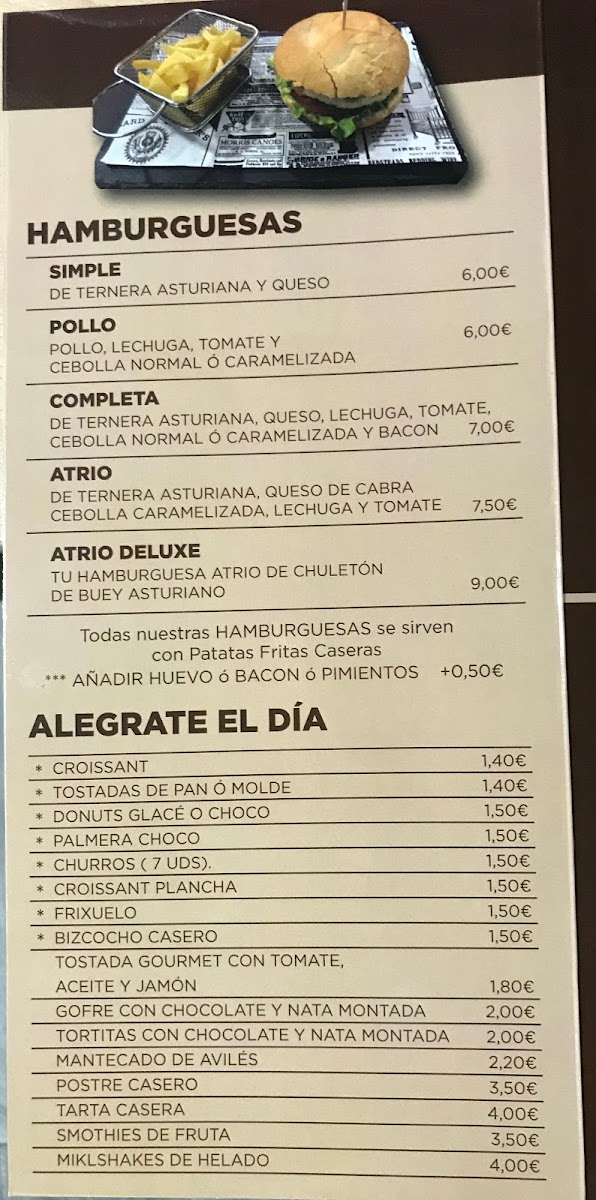 MORRIS CANOES
DIRECT FRO
HAMBURGUESAS
SIMPLE
DE TERNERA ASTURIANA Y QUESO 6,00€
POLLO
POLLO, LECHUGA, TOMATE Y 6,00€
CEBOLLA NORMAL Ó CARAMELIZADA
COMPLETA
DE TERNERA ASTURIANA, QUESO, LECHUGA, TOMATE,
CEBOLLA NORMAL Ó CARAMELIZADA Y BACON 7,00€
ATRIO
DE TERNERA ASTURIANA, QUESO DE CABRA
CEBOLLA CARAMELIZADA, LECHUGA Y TOMATE 7,50€
ATRIO DELUXE
TU HAMBURGUESA ATRIO DE CHULETÓN
DE BUEY ASTURIANO 9,00€
Todas nuestras HAMBURGUESAS se sirven
con Patatas Fritas Caseras
*** AÑADIR HUEVO ó BACON ó PIMIENTOS +0,50€
ALEGRATE EL DÍA
* CROISSANT 1,40€
* TOSTADAS DE PAN Ó MOLDE 1,40€
* DONUTS GLACÉ O CHOCO 1,50€
* PALMERA CHOCO 1,50€
* CHURROS ( 7 UDS). 1,50€
* CROISSANT PLANCHA 1,50€
* FRIXUELO 1,50€
* BIZCOCHO CASERO 1,50€
TOSTADA GOURMET CON TOMATE,
ACEITE Y JAMÓN 1,80€
GOFRE CON CHOCOLATE Y NATA MONTADA 2,00€
TORTITAS CON CHOCOLATE Y NATA MONTADA 2,00€
MANTECADO DE AVILÉS 2,20€
POSTRE CASERO 3,50€
TARTA CASERA 4,00€
SMOTHIES DE FRUTA 3,50€
MIKLSHAKES DE HELADO 4,00€